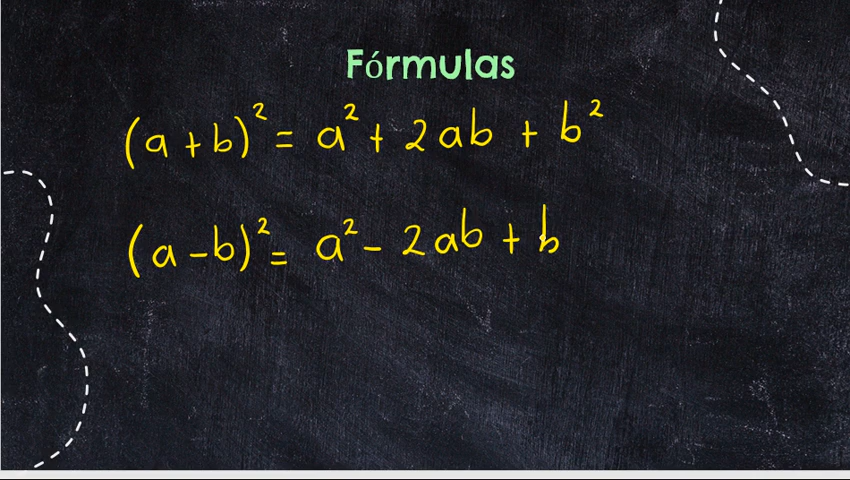 Fórmulas
(a + b)² = a² + 2ab + b²
(a - b)² = a² - 2ab + b